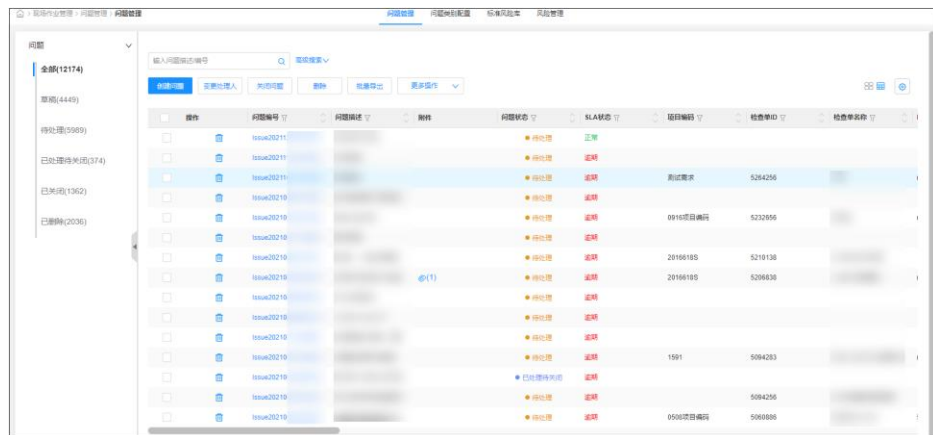 现场作业管理 > 问题管理 > 问题管理
问题管理 问题类别配置 标准风险库 风险管理
问题
全部(12174)
草稿(4449)
待处理(5989)
已处理待关闭(374)
已关闭(1362)
已删除(2036)
输入问题描述/编号 高级搜索
创建问题 变更处理人 关闭问题 删除 批量导出 更多操作
操作 问题编号 问题描述 附件 问题状态 SLA状态 项目编码 检查单ID 检查单名称
Issue20211 待处理 正常
Issue20211 待处理 逾期
Issue20211 待处理 逾期 测试需求 5264256
Issue20210 待处理 逾期
Issue20210 待处理 逾期 0916项目编码 5232656
Issue20210 待处理 逾期
Issue20210 待处理 逾期 2016618S 5210138
Issue20210 (1) 待处理 逾期 2016618S 5206838
Issue20210 待处理 逾期
Issue20210 待处理 逾期
Issue20210 待处理 逾期
Issue20210 待处理 逾期 1591 5094283
Issue20210 已处理待关闭 逾期
Issue20210 待处理 逾期 5094256
Issue20210 待处理 逾期 0506项目编码 5060886